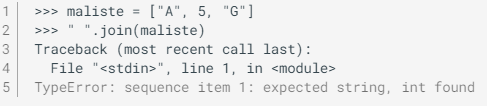 1 >>> maliste = ["A", 5, "G"]
2 >>> " ".join(maliste)
3 Traceback (most recent call last):
4   File "<stdin>", line 1, in <module>
5 TypeError: sequence item 1: expected string, int found